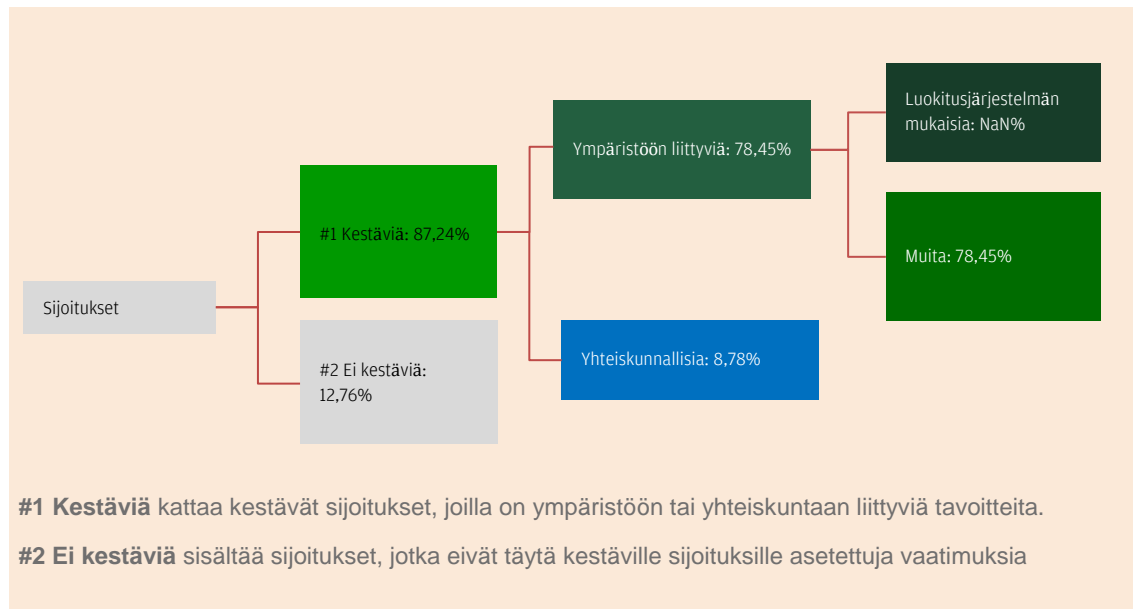 Sijoitukset
#1 Kestäviä: 87,24%
#2 Ei kestäviä:
12,76%
Ympäristöön liittyviä: 78,45%
Yhteiskunnallisia: 8,78%
Luokitusjärjestelmän
mukaisia: NaN%
Muita: 78,45%
#1 Kestäviä kattaa kestävät sijoitukset, joilla on ympäristöön tai yhteiskuntaan liittyviä tavoitteita.
#2 Ei kestäviä sisältää sijoitukset, jotka eivät täytä kestäville sijoituksille asetettuja vaatimuksia